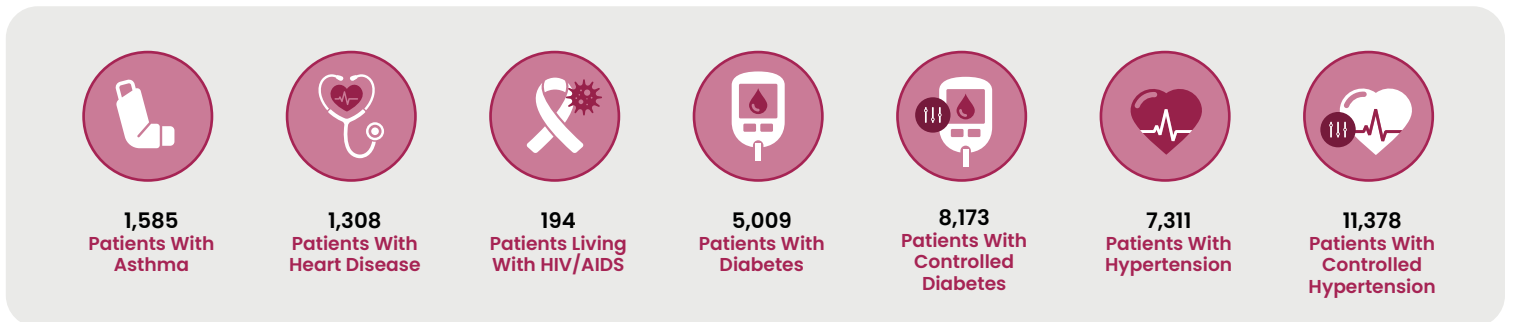 1,585
Patients With
Asthma
1,308
Patients With
Heart Disease
194
Patients Living
With HIV/AIDS
5,009
Patients With
Diabetes
8,173
Patients With
Controlled
Diabetes
7,311
Patients With
Hypertension
11,378
Patients With
Controlled
Hypertension